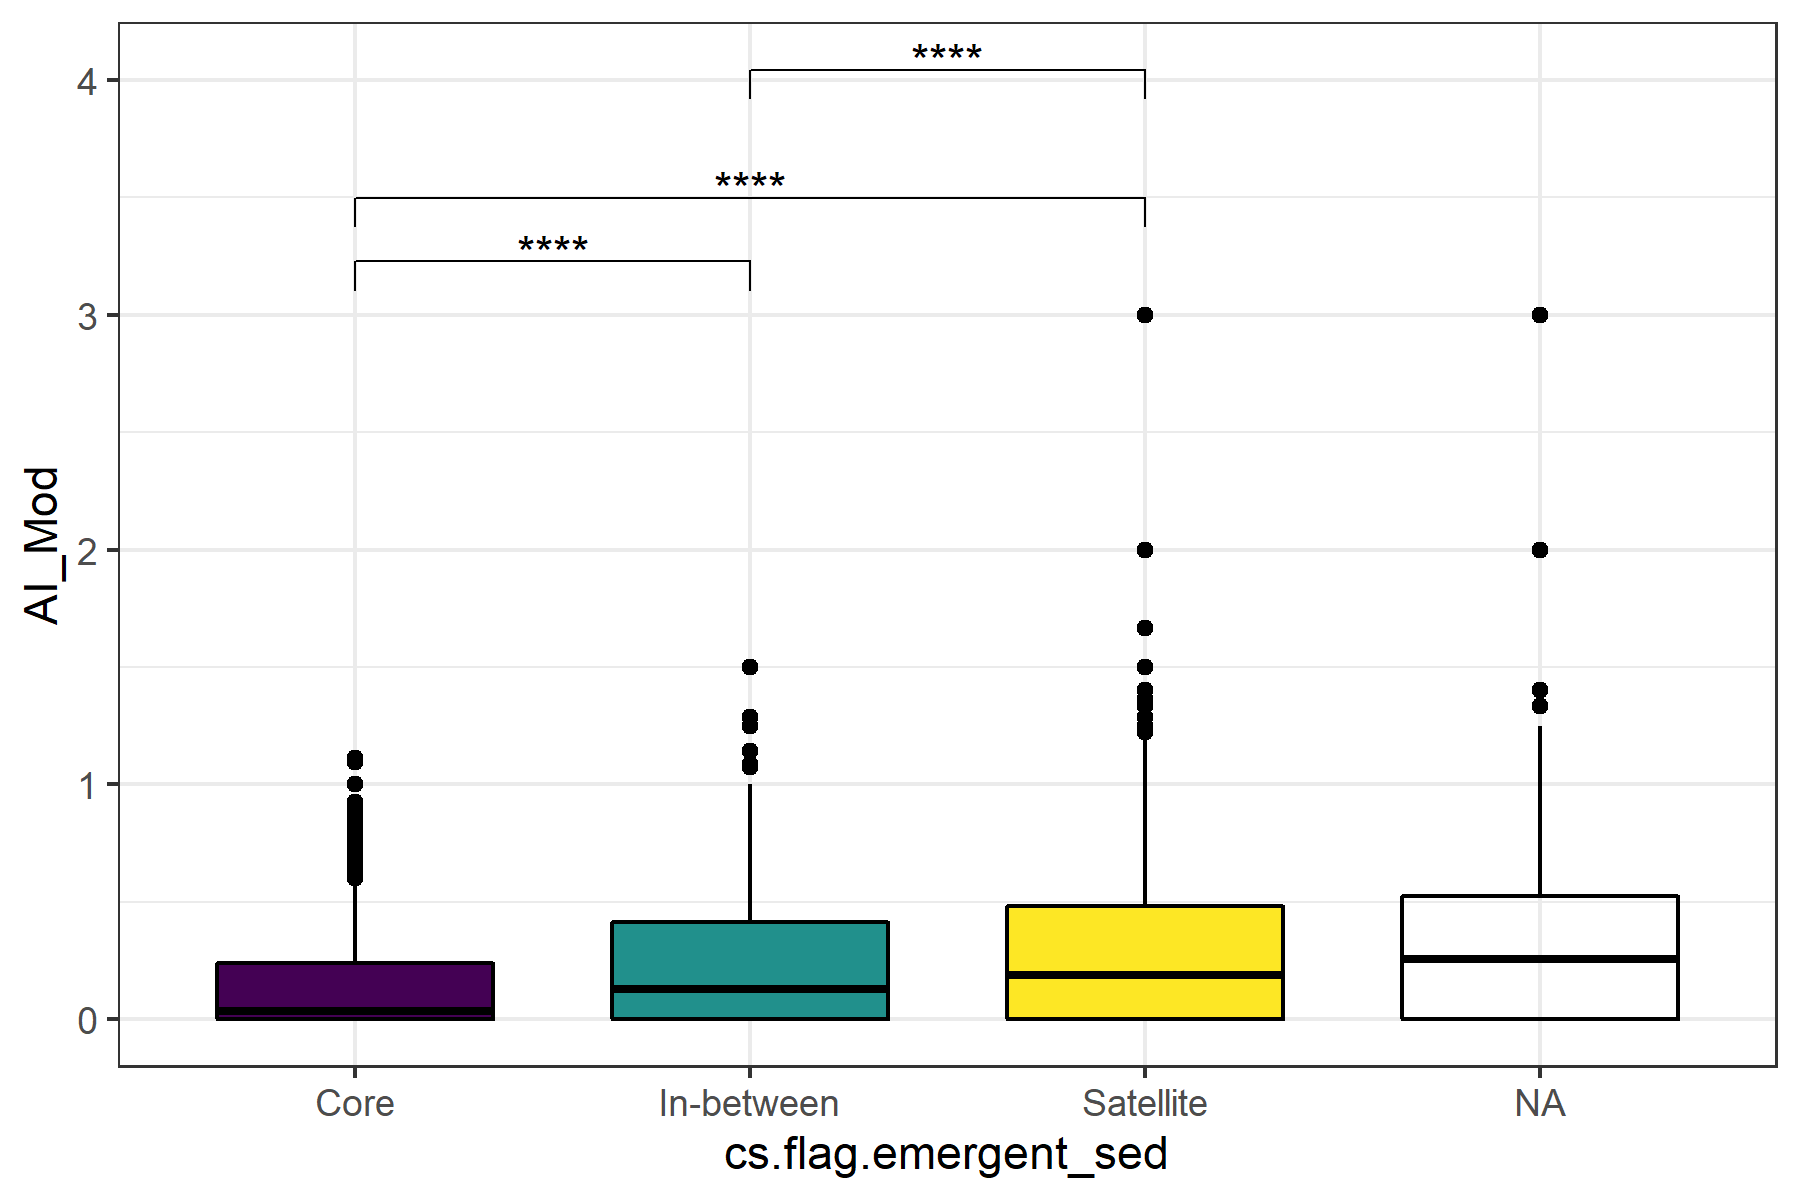 ****
4
****
****
3
2
1
0
AI_Mod
Core In-between Satellite NA
cs.flag.emergent_sed